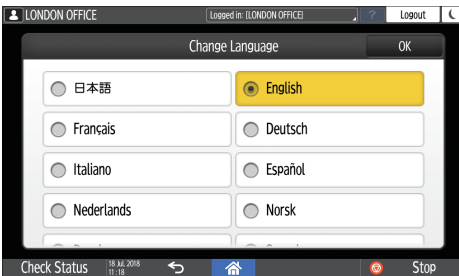 LONDON OFFICE
Logged in: [LONDON OFFICE]
?
Logout
Change Language
OK
日本語
English
Français
Deutsch
Italiano
Español
Nederlands
Norsk
Check Status
18 Jul. 2018
11:18
Stop